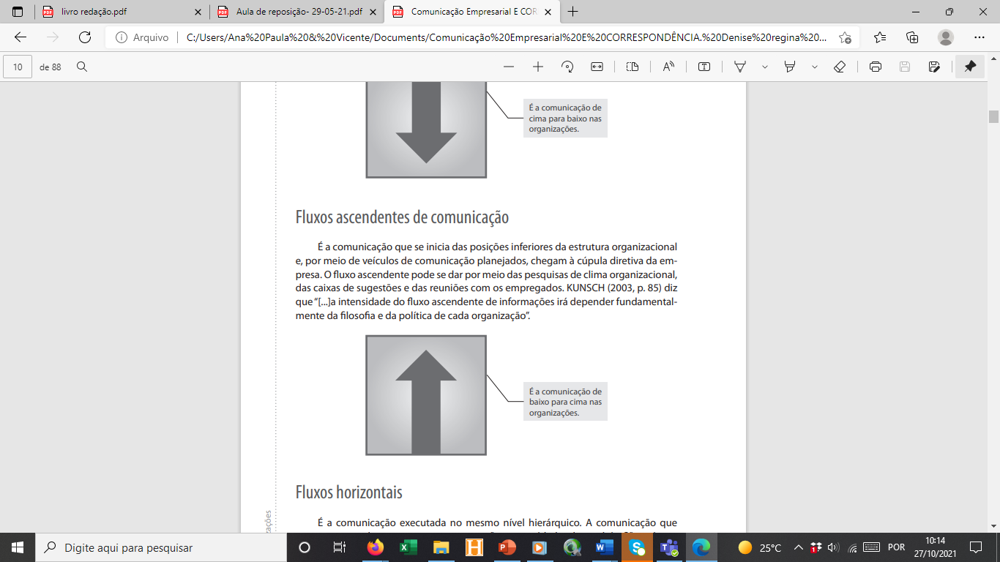 livro redação.pdf
Aula de reposição- 29-05-21.pdf
Comunicação Empresarial E COR
Arquivo
C:/Users/Ana%20Paula%20&%20Vicente/Documents/Comunicação%20Empresarial%20E%20CORRESPONDÊNCIA.%20Denise%20regina%20...
10 de 88
É a comunicação de
cima para baixo nas
organizações.
Fluxos ascendentes de comunicação
É a comunicação que se inicia das posições inferiores da estrutura organizacional
e, por meio de veículos de comunicação planejados, chegam à cúpula diretiva da em-
presa. O fluxo ascendente pode se dar por meio das pesquisas de clima organizacional,
das caixas de sugestões e das reuniões com os empregados. KUNSCH (2003, p. 85) diz
que “[...]a intensidade do fluxo ascendente de informações irá depender fundamental-
mente da filosofia e da política de cada organização”.
É a comunicação de
baixo para cima nas
organizações.
Fluxos horizontais
É a comunicação executada no mesmo nível hierárquico. A comunicação que
Digite aqui para pesquisar
25°C
POR
10:14
27/10/2021